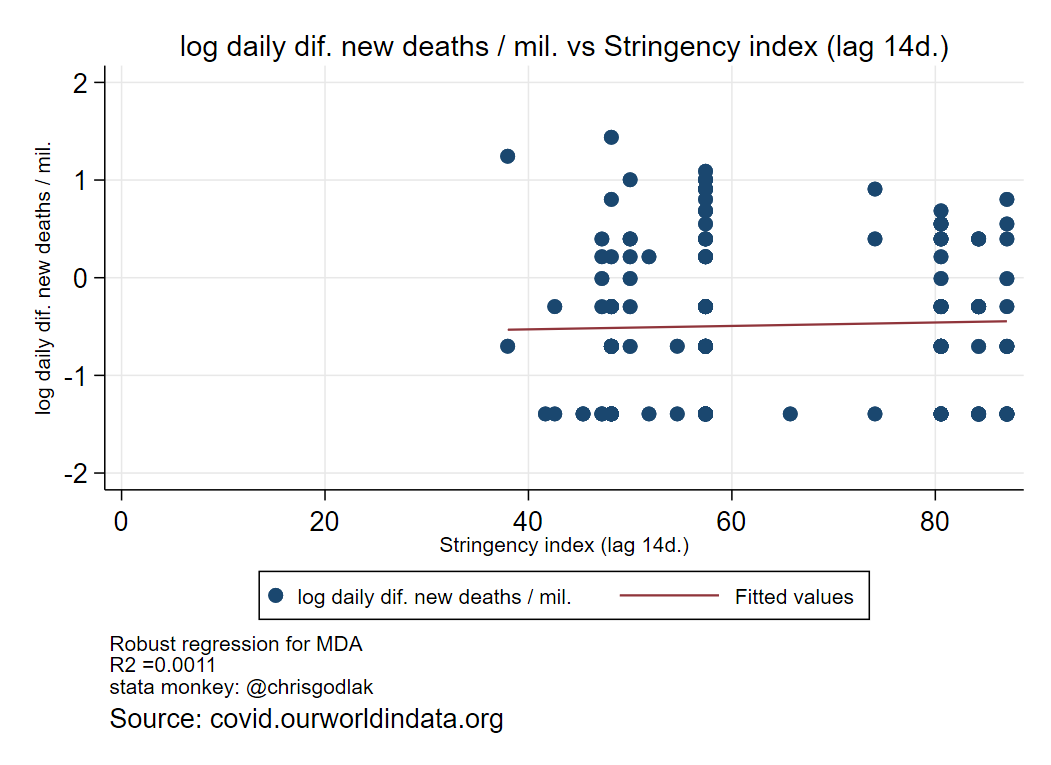 log daily dif. new deaths / mil. vs Stringency index (lag 14d.)
log daily dif. new deaths / mil.
2
1
0
-1
-2
0 20 40 60 80
Stringency index (lag 14d.)
log daily dif. new deaths / mil. Fitted values
Robust regression for MDA
R2 =0.0011
stata monkey: @chrisgodlak
Source: covid.ourworldindata.org